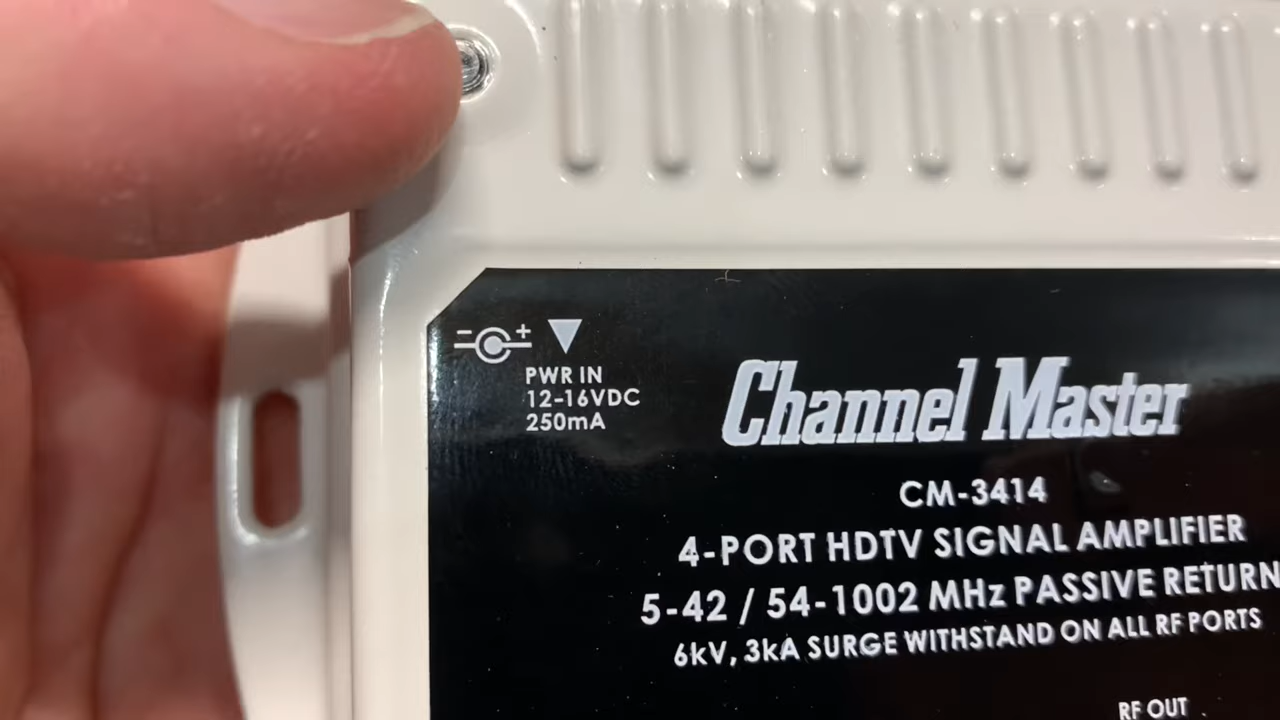 - +
PWR IN
12-16VDC
250mA
Channel Master
CM-3414
4-PORT HDTV SIGNAL AMPLIFIER
5-42 / 54-1002 MHz PASSIVE RETURN
6kV, 3kA SURGE WITHSTAND ON ALL RF PORTS
RF OUT